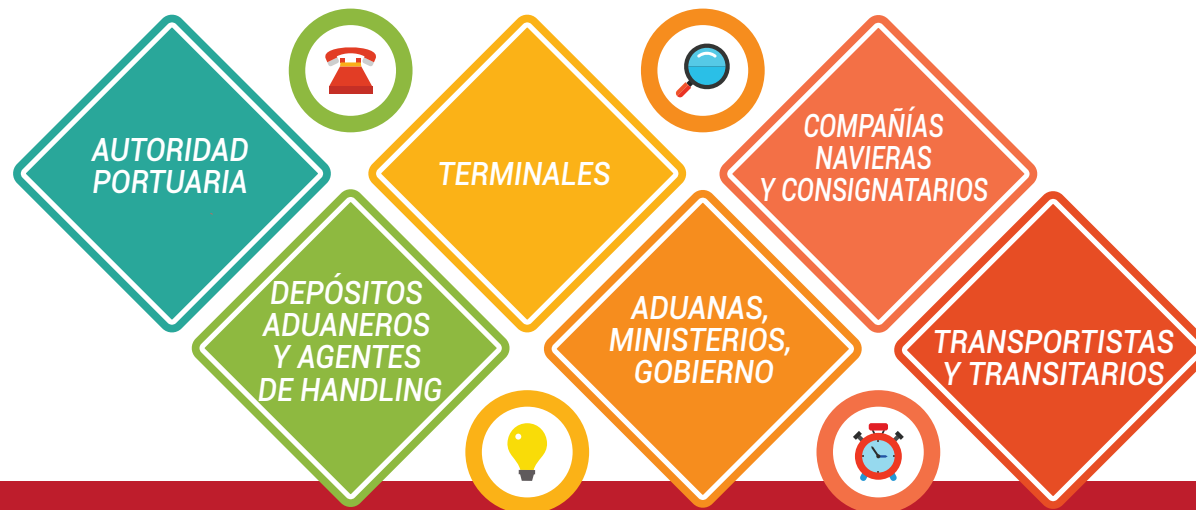 AUTORIDAD
PORTUARIA
DEPÓSITOS
ADUANEROS
Y AGENTES
DE HANDLING
TERMINALES
ADUANAS,
MINISTERIOS,
GOBIERNO
COMPAÑÍAS
NAVIERAS
Y CONSIGNATARIOS
TRANSPORTISTAS
Y TRANSITARIOS